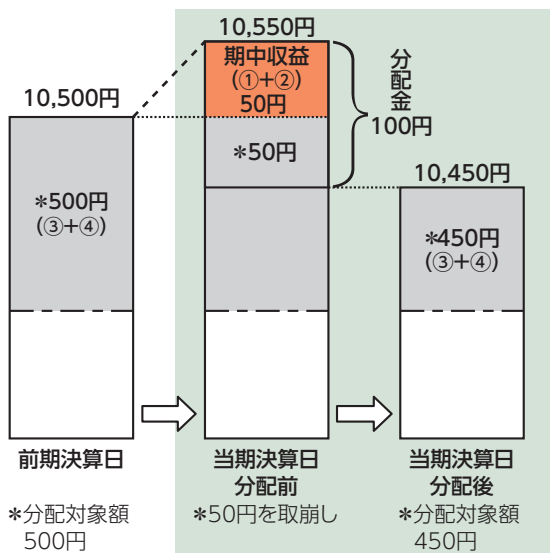 10,500円
*500円
(③+④)
前期決算日
*分配対象額
500円
10,550円
期中収益
(①+②)
50円
*50円
分配金
100円
当期決算日
分配前
*50円を取崩し
10,450円
*450円
(③+④)
当期決算日
分配後
*分配対象額
450円